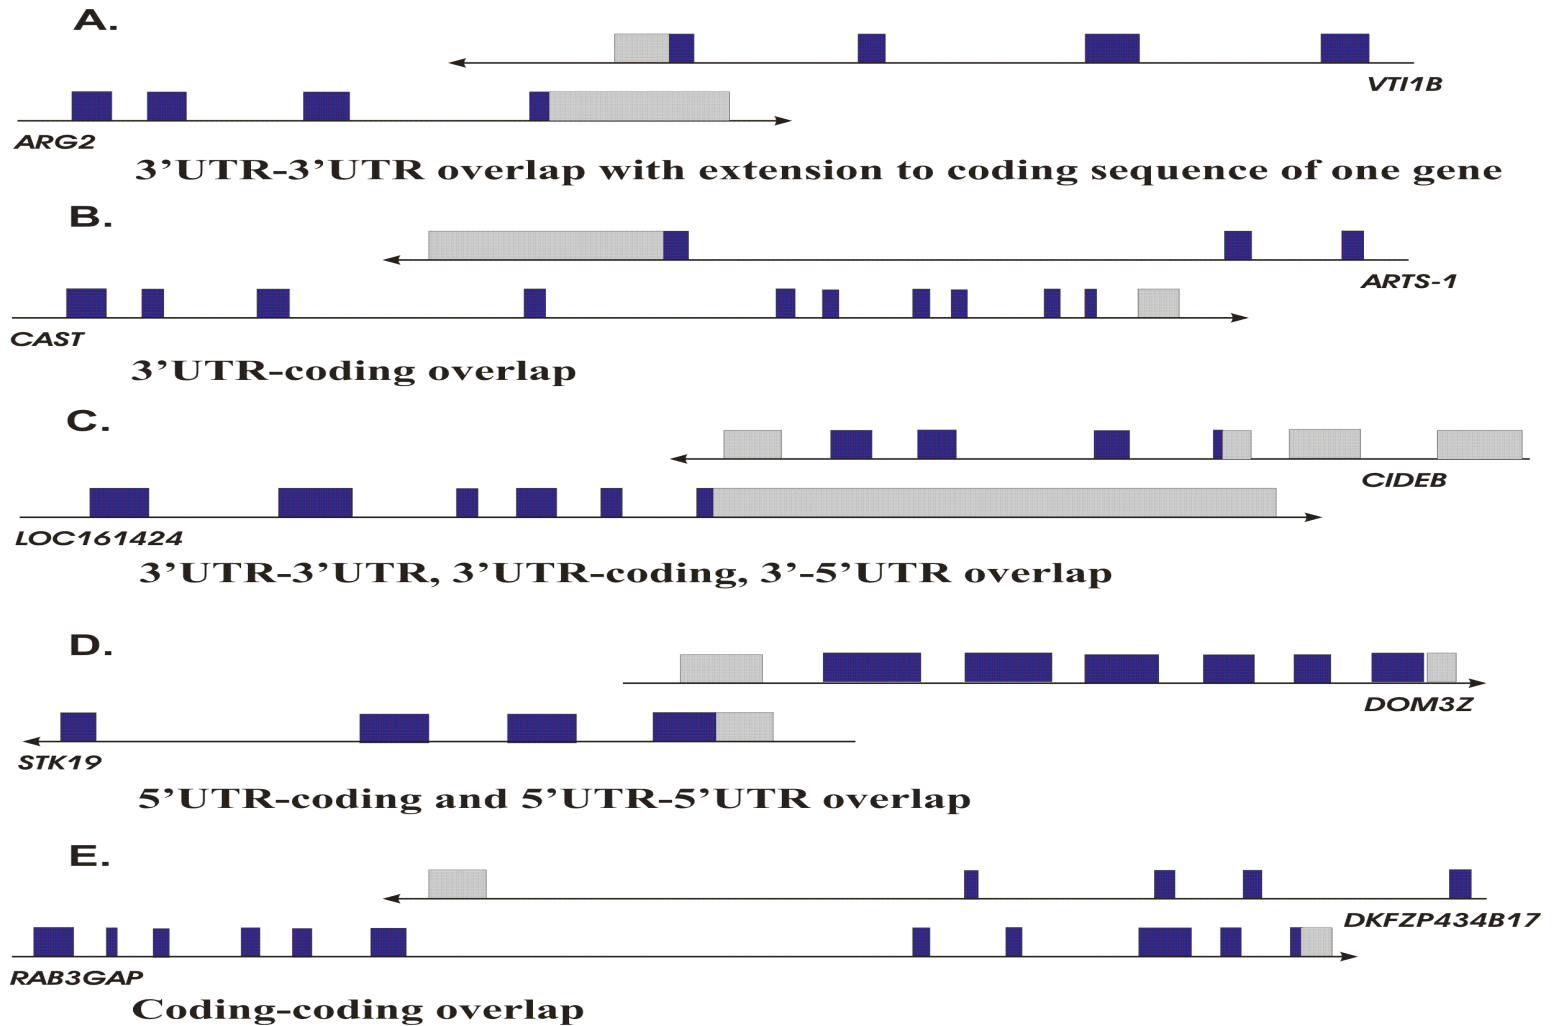 A.
VTI1B
ARG2
3’UTR-3’UTR overlap with extension to coding sequence of one gene
B.
ARTS-1
CAST
3’UTR-coding overlap
C.
CIDEB
LOC161424
3’UTR-3’UTR, 3’UTR-coding, 3’-5’UTR overlap
D.
DOM3Z
STK19
5’UTR-coding and 5’UTR-5’UTR overlap
E.
DKFZP434B17
RAB3GAP
Coding-coding overlap